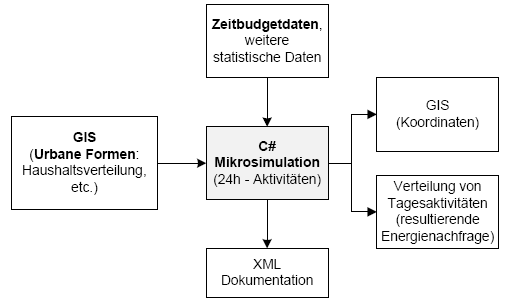 Zeitbudgetdaten,
weitere
statistische Daten
GIS
(Urbane Formen:
Haushaltsverteilung,
etc.)
C#
Mikrosimulation
(24h - Aktivitäten)
GIS
(Koordinaten)
Verteilung von
Tagesaktivitäten
(resultierende
Energienachfrage)
XML
Dokumentation